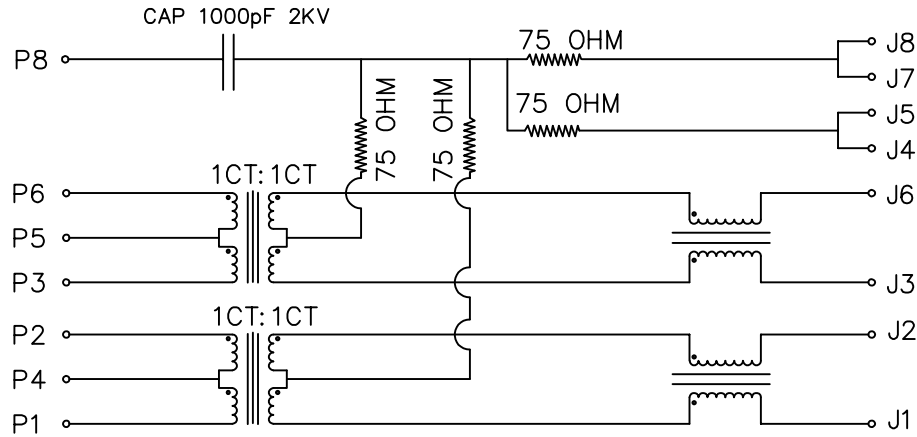 CAP 1000pF 2KV
75 OHM
J8
P8
J7
75 OHM
J5
75 OHM
75 OHM
J4
1CT:1CT
P6
J6
P5
P3
J3
1CT:1CT
P2
J2
P4
P1
J1